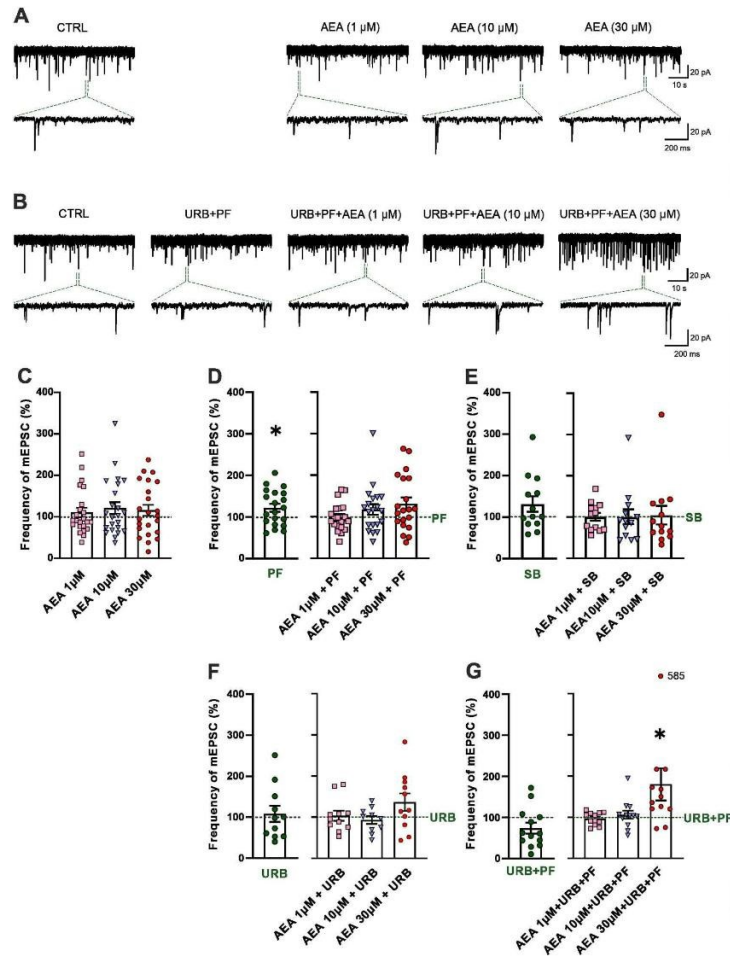 A
CTRL
AEA (1 µM)
AEA (10 µM)
AEA (30 µM)
20 pA
10 s
20 pA
200 ms
B
CTRL
URB+PF
URB+PF+AEA (1 µM)
URB+PF+AEA (10 µM)
URB+PF+AEA (30 µM)
20 pA
10 s
20 pA
200 ms
C
Frequency of mEPSC (%)
400
300
200
100
0
AEA 1µM
AEA 10µM
AEA 30µM
D
Frequency of mEPSC (%)
400
300
200
100
0
*
PF
PF
AEA 1µM + PF
AEA 10µM + PF
AEA 30µM + PF
E
Frequency of mEPSC (%)
400
300
200
100
0
SB
SB
AEA 1µM + SB
AEA10µM + SB
AEA 30µM + SB
F
Frequency of mEPSC (%)
400
300
200
100
0
URB
URB
AEA 1µM + URB
AEA 10µM + URB
AEA 30µM + URB
G
Frequency of mEPSC (%)
400
300
200
100
0
585
*
URB+PF
URB+PF
AEA 1µM+URB+PF
AEA 10µM+URB+PF
AEA 30µM+URB+PF